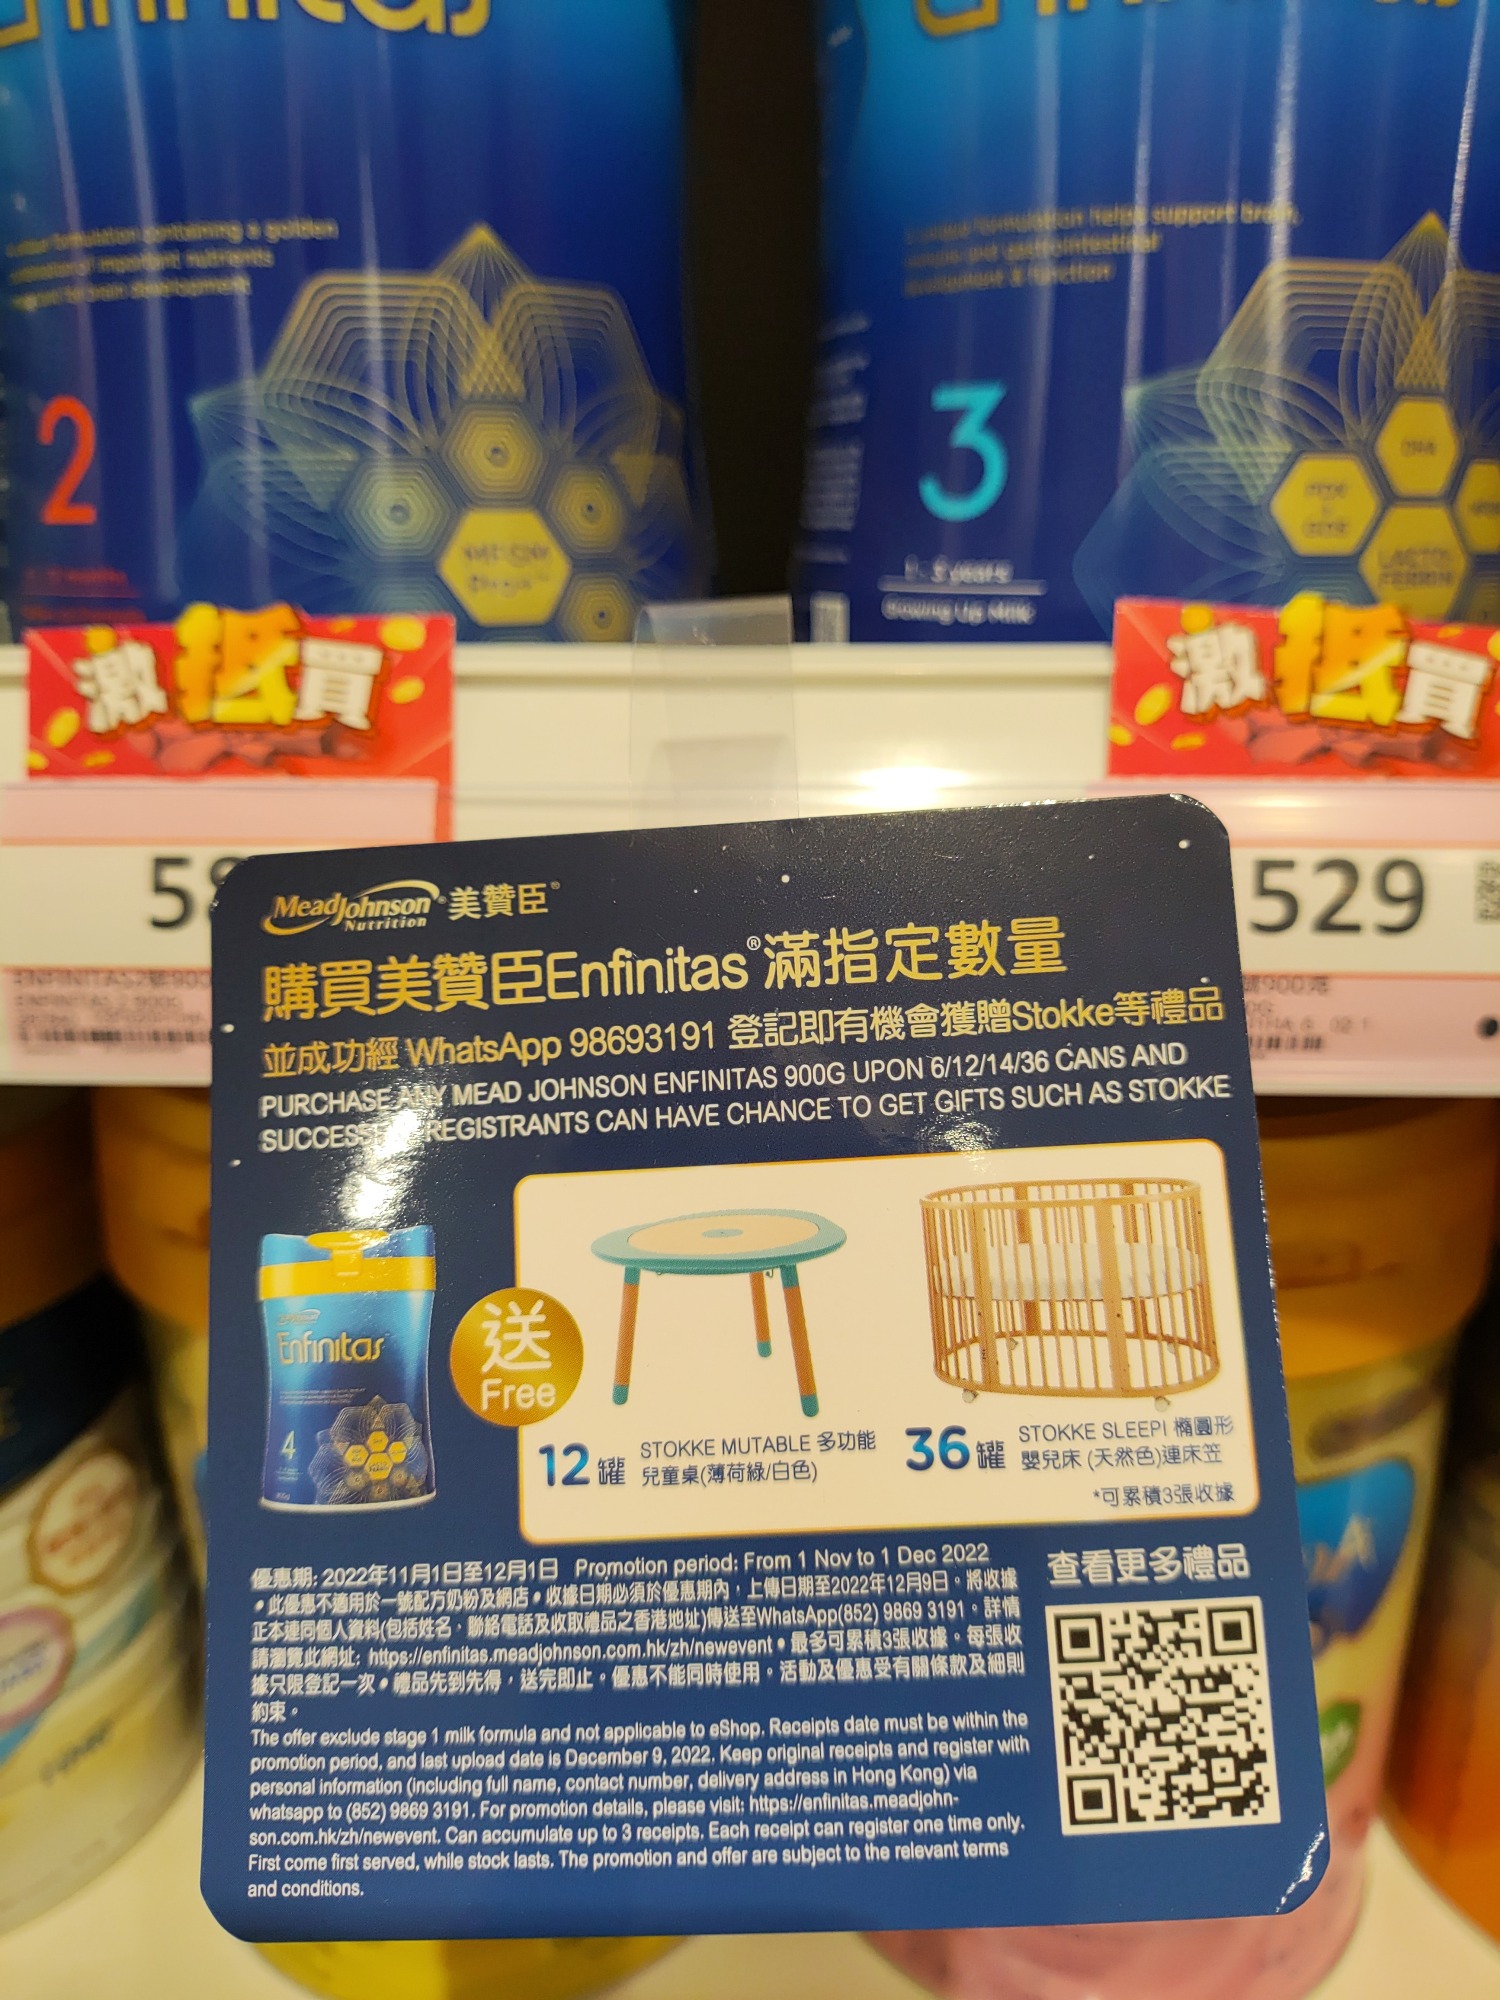 Enfinitas
2
3
1 - 3 years
Growing Up Milk
激抵買
激抵買
58
529
MeadJohnson 美贊臣
Nutrition
購買美贊臣Enfinitas®滿指定數量
並成功經 WhatsApp 98693191 登記即有機會獲贈Stokke等禮品
PURCHASE ANY MEAD JOHNSON ENFINITAS 900G UPON 6/12/14/36 CANS AND
REGISTRANTS CAN HAVE CHANCE TO GET GIFTS SUCH AS STOKKE
Enfinitas
4
送
Free
12罐 STOKKE MUTABLE 多功能
兒童桌(薄荷綠/白色)
36罐 STOKKE SLEEPI 橢圓形
嬰兒床 (天然色)連床笠
*可累積3張收據
優惠期: 2022年11月1日至12月1日 Promotion period: From 1 Nov to 1 Dec 2022
• 此優惠不適用於一號配方奶粉及網店 • 收據日期必須於優惠期內，上傳日期至2022年12月9日。將收據
正本連同個人資料(包括姓名、聯絡電話及收取禮品之香港地址)傳送至WhatsApp(852) 9869 3191。詳情
請瀏覽此網址: https://enfinitas.meadjohnson.com.hk/zh/newevent • 最多可累積3張收據。每張收
據只限登記一次 • 禮品先到先得，送完即止。優惠不能同時使用。活動及優惠受有關條款及細則
約束。
The offer exclude stage 1 milk formula and not applicable to eShop. Receipts date must be within the
promotion period, and last upload date is December 9, 2022. Keep original receipts and register with
personal information (including full name, contact number, delivery address in Hong Kong) via
whatsapp to (852) 9869 3191. For promotion details, please visit: https://enfinitas.meadjohn-
son.com.hk/zh/newevent. Can accumulate up to 3 receipts. Each receipt can register one time only.
First come first served, while stock lasts. The promotion and offer are subject to the relevant terms
and conditions.
查看更多禮品